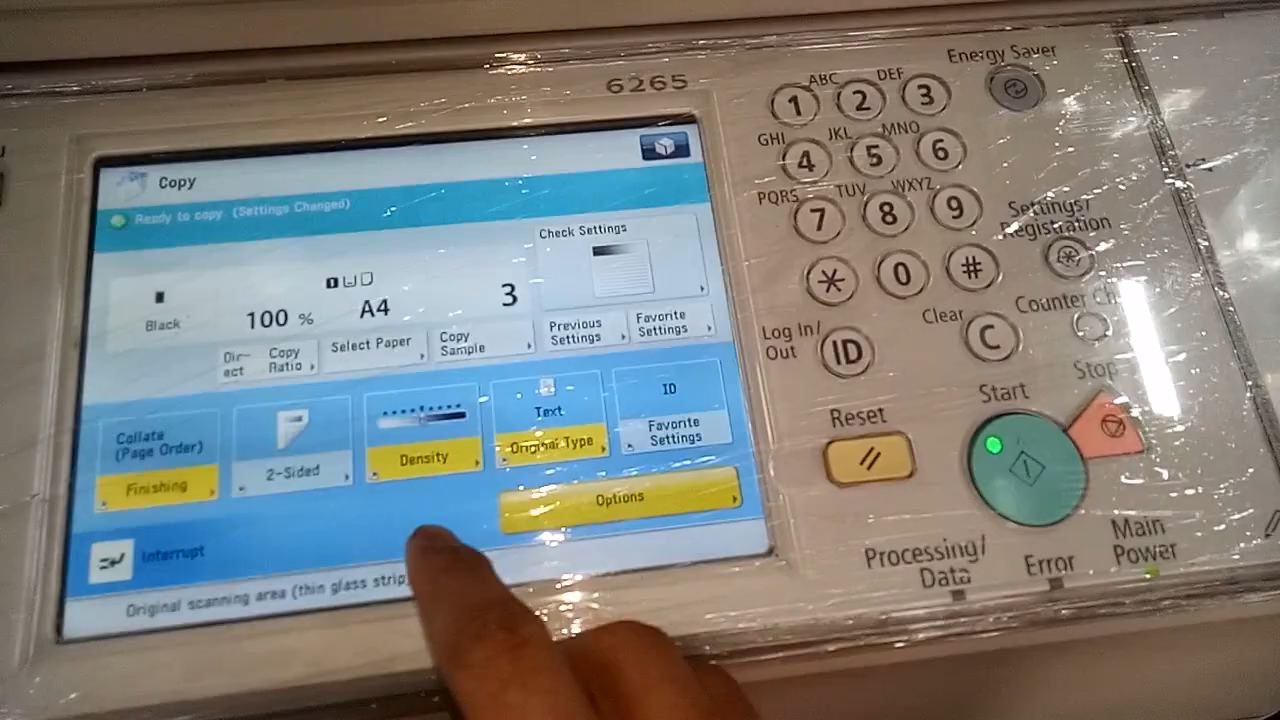 6265
Copy
Ready to copy (Settings Changed)
Check Settings
Black
100 %
A4
3
Dir-
ect
Copy
Ratio
Select Paper
Copy
Sample
Previous
Settings
Favorite
Settings
Collate
(Page Order)
Finishing
2-Sided
Density
Text
Original Type
ID
Favorite
Settings
Options
Interrupt
Original scanning area (thin glass strip
Energy Saver
1
ABC
2
DEF
3
GHI
4
JKL
5
MNO
6
PQRS
7
TUV
8
WXYZ
9
0
#
Settings/
Registration
Counter
Log In/
Out
ID
Clear
C
Reset
Start
Stop
Processing/
Data
Error
Main
Power